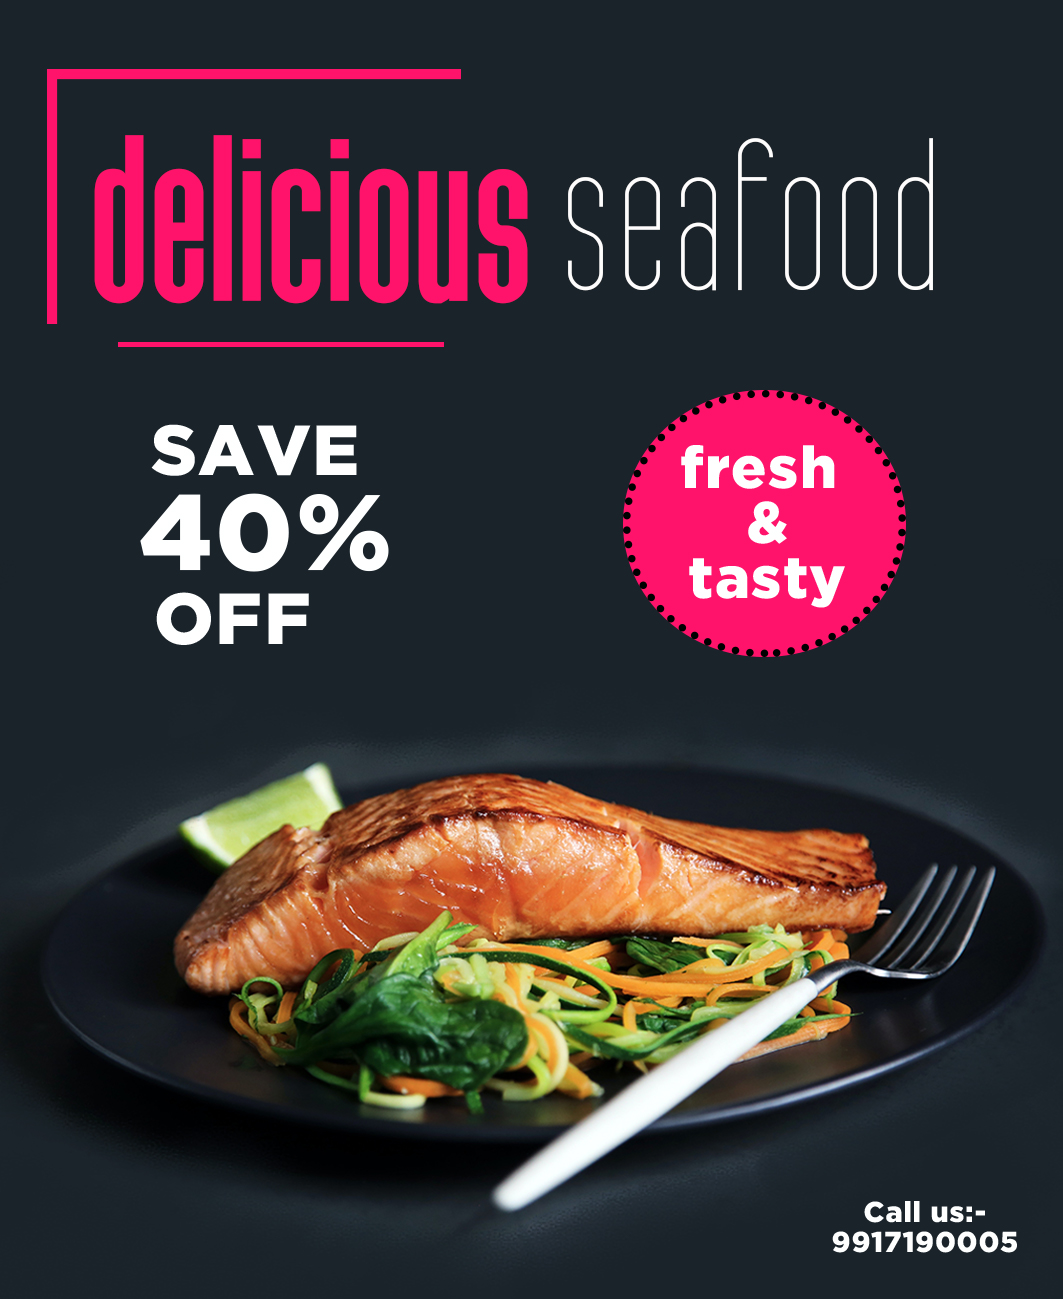 delicious seafood
SAVE
40%
OFF
fresh
&
tasty
Call us:-
9917190005